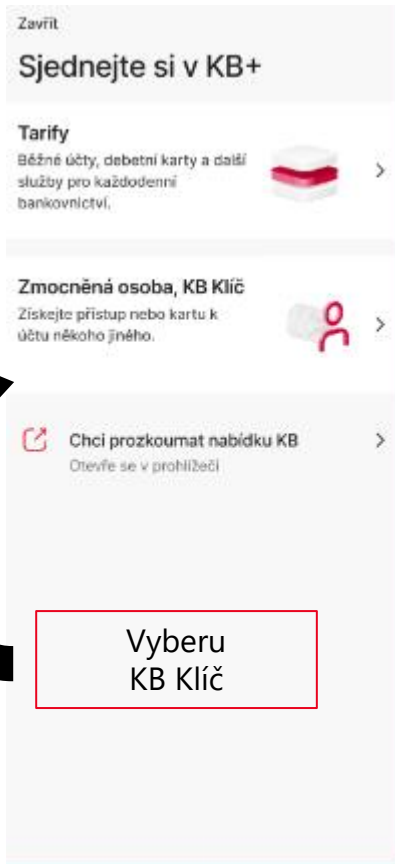 Zavřít
Sjednejte si v KB+
Tarify
Běžné účty, debetní karty a další
služby pro každodenní
bankovnictví.
Zmocněná osoba, KB Klíč
Získejte přístup nebo kartu k
účtu někoho jiného.
Chci prozkoumat nabídku KB
Otevře se v prohlížeči
Vyberu
KB Klíč